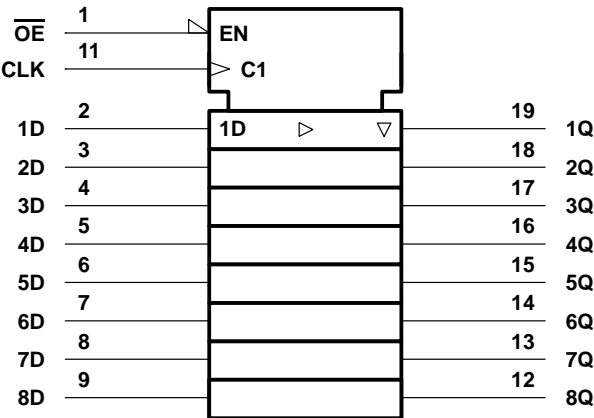 1
OE EN
11
CLK C1
2 19
1D 1D 1Q
3 18
2D 2Q
4 17
3D 3Q
5 16
4D 4Q
6 15
5D 5Q
7 14
6D 6Q
8 13
7D 7Q
9 12
8D 8Q